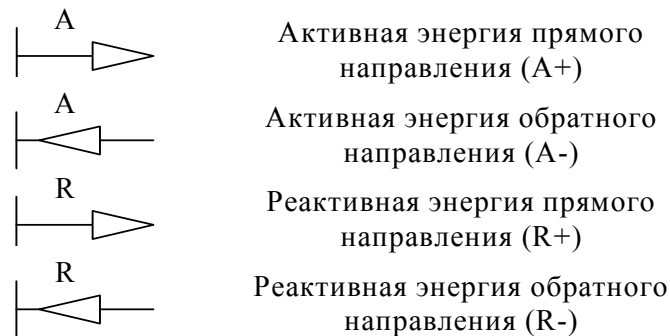 A
Активная энергия прямого
направления (A+)
A
Активная энергия обратного
направления (A-)
R
Реактивная энергия прямого
направления (R+)
R
Реактивная энергия обратного
направления (R-)